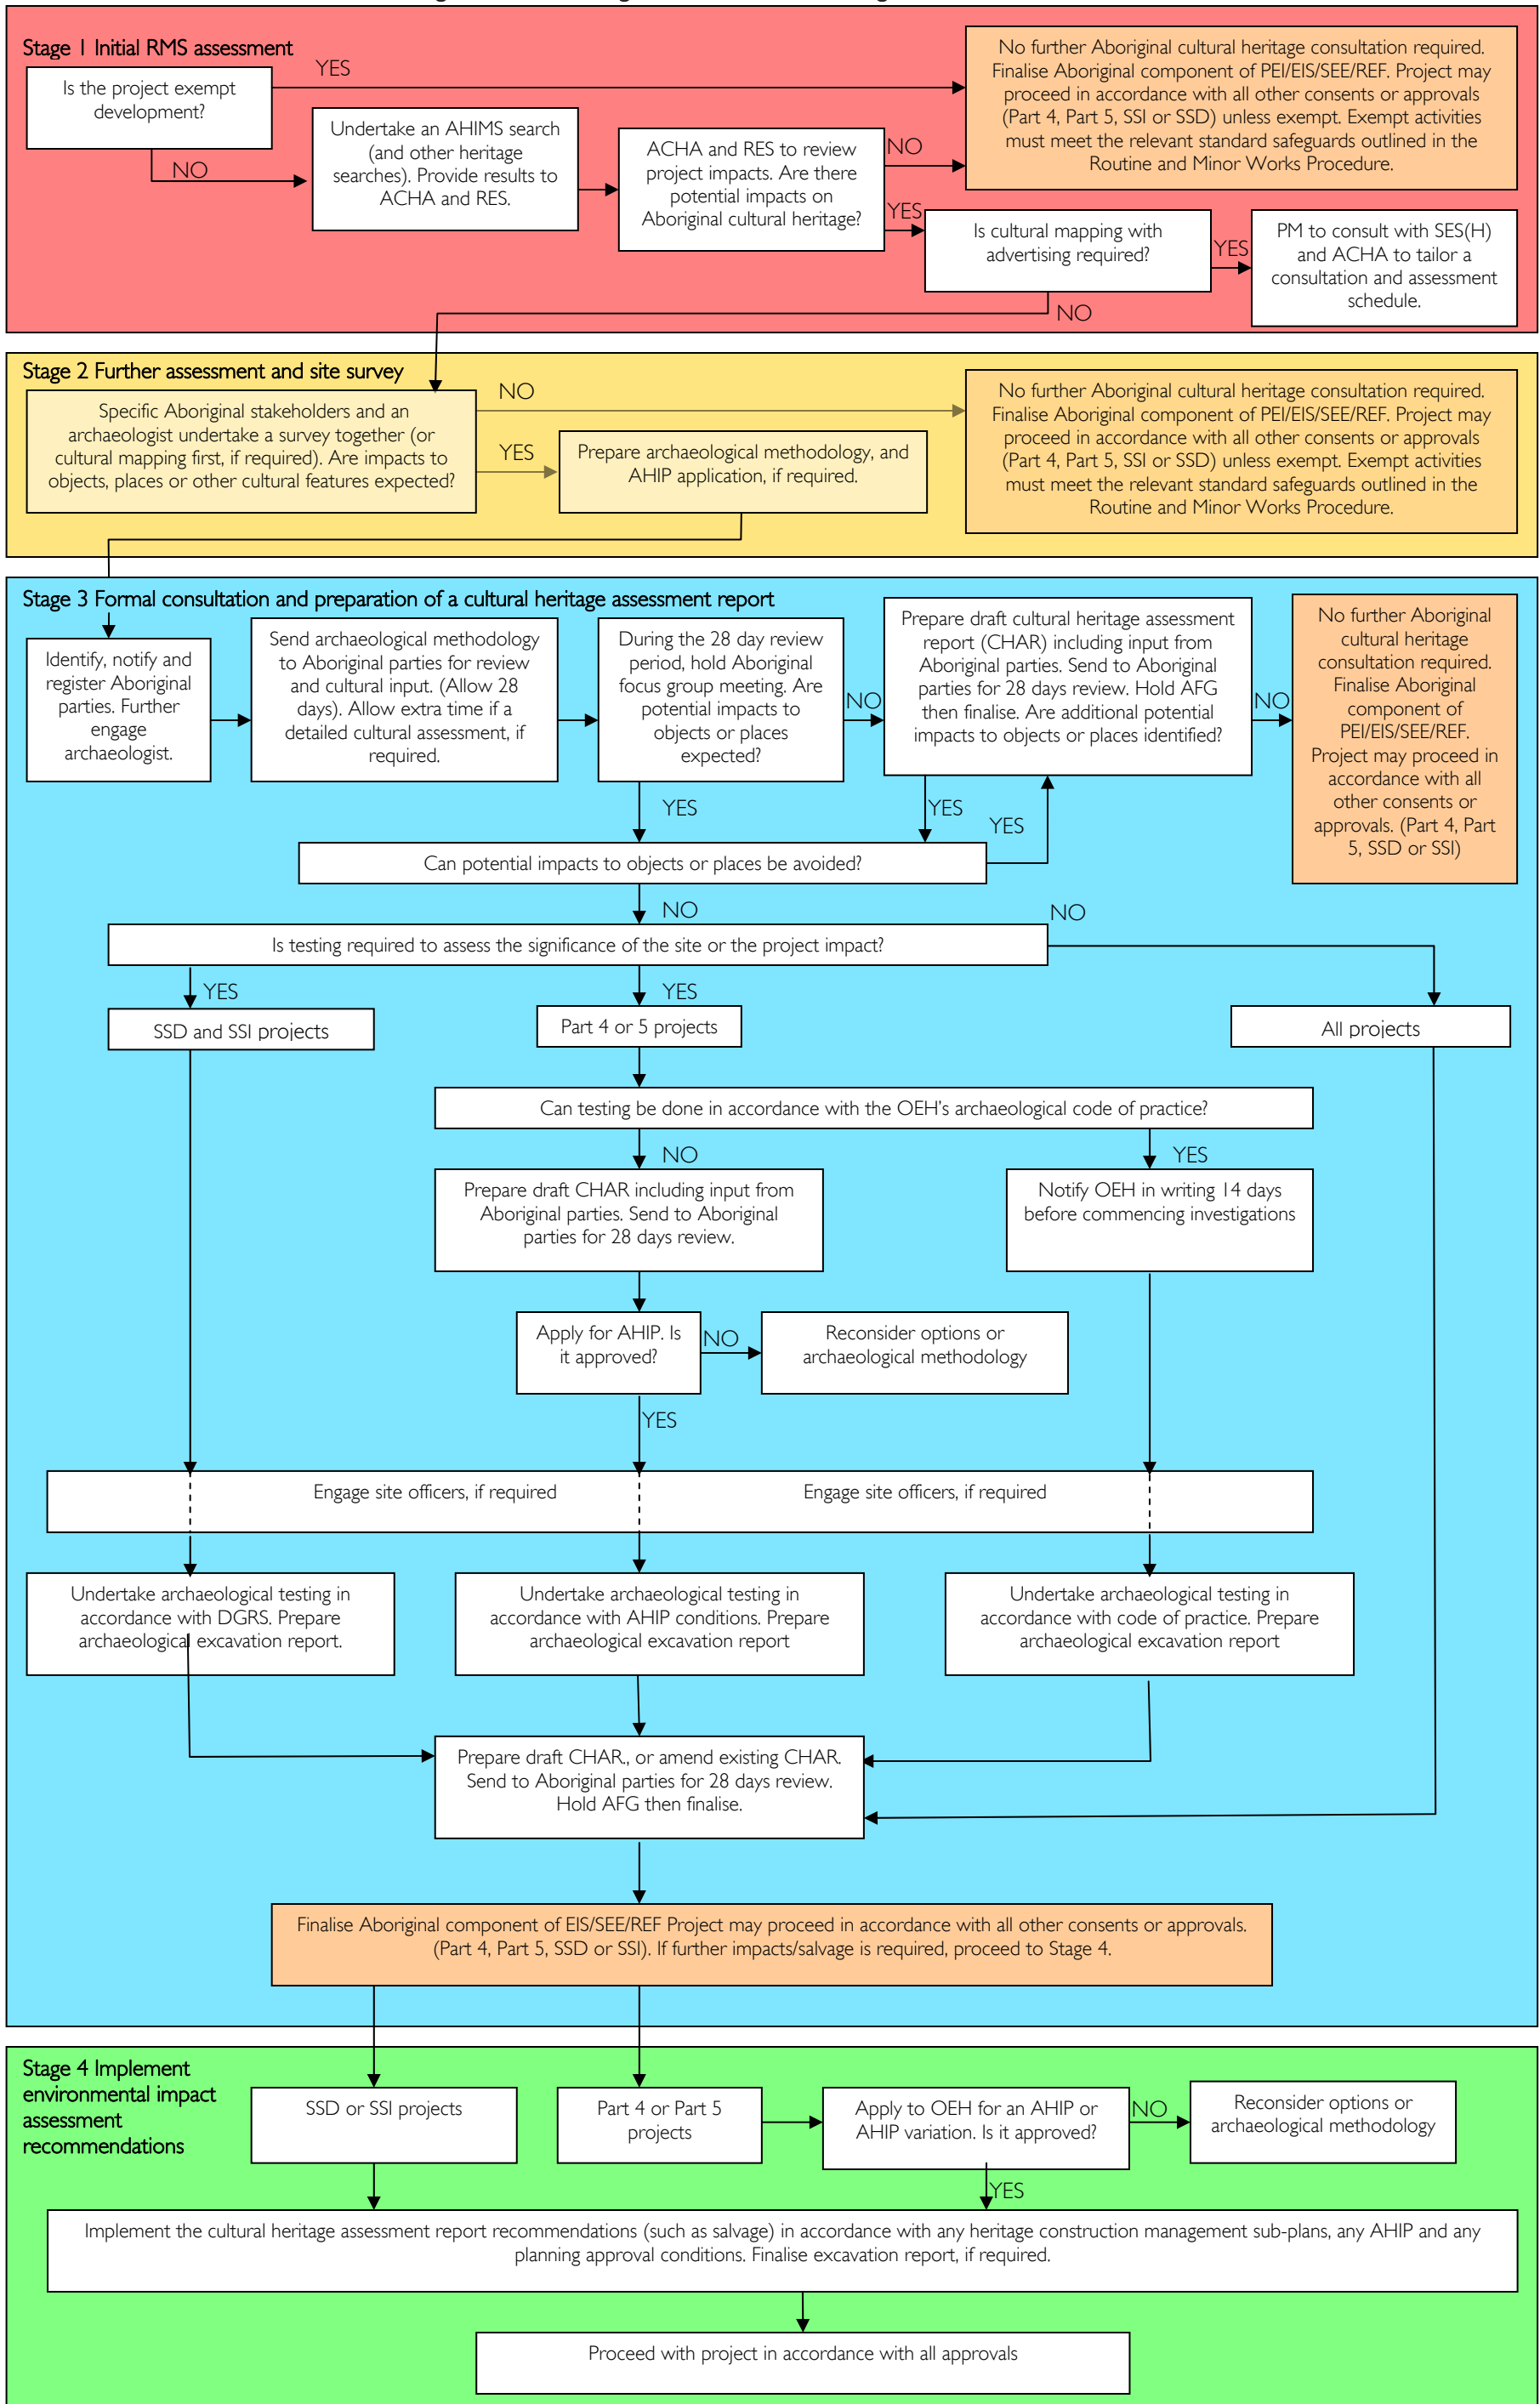 Stage 1 Initial RMS assessment
Is the project exempt
development?
YES
NO
Undertake an AHIMS search
(and other heritage
searches). Provide results to
ACHA and RES.
ACHA and RES to review
project impacts. Are there
potential impacts on
Aboriginal cultural heritage?
NO
YES
No further Aboriginal cultural heritage consultation required.
Finalise Aboriginal component of PEI/EIS/SEE/REF. Project may
proceed in accordance with all other consents or approvals
(Part 4, Part 5, SSI or SSD) unless exempt. Exempt activities
must meet the relevant standard safeguards outlined in the
Routine and Minor Works Procedure.
Is cultural mapping with
advertising required?
YES
NO
PM to consult with SES(H)
and ACHA to tailor a
consultation and assessment
schedule.
Stage 2 Further assessment and site survey
Specific Aboriginal stakeholders and an
archaeologist undertake a survey together (or
cultural mapping first, if required). Are impacts to
objects, places or other cultural features expected?
NO
YES
Prepare archaeological methodology, and
AHIP application, if required.
No further Aboriginal cultural heritage consultation required.
Finalise Aboriginal component of PEI/EIS/SEE/REF. Project may
proceed in accordance with all other consents or approvals
(Part 4, Part 5, SSI or SSD) unless exempt. Exempt activities
must meet the relevant standard safeguards outlined in the
Routine and Minor Works Procedure.
Stage 3 Formal consultation and preparation of a cultural heritage assessment report
Identify, notify and
register Aboriginal
parties. Further
engage
archaeologist.
Send archaeological methodology
to Aboriginal parties for review
and cultural input. (Allow 28
days). Allow extra time if a
detailed cultural assessment, if
required.
During the 28 day review
period, hold Aboriginal
focus group meeting. Are
potential impacts to
objects or places
expected?
NO
YES
Prepare draft cultural heritage assessment
report (CHAR) including input from
Aboriginal parties. Send to Aboriginal
parties for 28 days review. Hold AFG
then finalise. Are additional potential
impacts to objects or places identified?
NO
YES
YES
No further Aboriginal
cultural heritage
consultation required.
Finalise Aboriginal
component of
PEI/EIS/SEE/REF.
Project may proceed in
accordance with all
other consents or
approvals. (Part 4, Part
5, SSD or SSI)
Can potential impacts to objects or places be avoided?
NO
Is testing required to assess the significance of the site or the project impact?
NO
YES
YES
SSD and SSI projects
Part 4 or 5 projects
All projects
Can testing be done in accordance with the OEH's archaeological code of practice?
NO
YES
Prepare draft CHAR including input from
Aboriginal parties. Send to Aboriginal
parties for 28 days review.
Notify OEH in writing 14 days
before commencing investigations
Apply for AHIP. Is
it approved?
NO
YES
Reconsider options or
archaeological methodology
Engage site officers, if required
Engage site officers, if required
Undertake archaeological testing in
accordance with DGRS. Prepare
archaeological excavation report.
Undertake archaeological testing in
accordance with AHIP conditions. Prepare
archaeological excavation report
Undertake archaeological testing in
accordance with code of practice. Prepare
archaeological excavation report
Prepare draft CHAR., or amend existing CHAR.
Send to Aboriginal parties for 28 days review.
Hold AFG then finalise.
Finalise Aboriginal component of EIS/SEE/REF Project may proceed in accordance with all other consents or approvals.
(Part 4, Part 5, SSD or SSI). If further impacts/salvage is required, proceed to Stage 4.
Stage 4 Implement
environmental impact
assessment
recommendations
SSD or SSI projects
Part 4 or Part 5
projects
Apply to OEH for an AHIP or
AHIP variation. Is it approved?
NO
YES
Reconsider options or
archaeological methodology
Implement the cultural heritage assessment report recommendations (such as salvage) in accordance with any heritage construction management sub-plans, any AHIP and any
planning approval conditions. Finalise excavation report, if required.
Proceed with project in accordance with all approvals